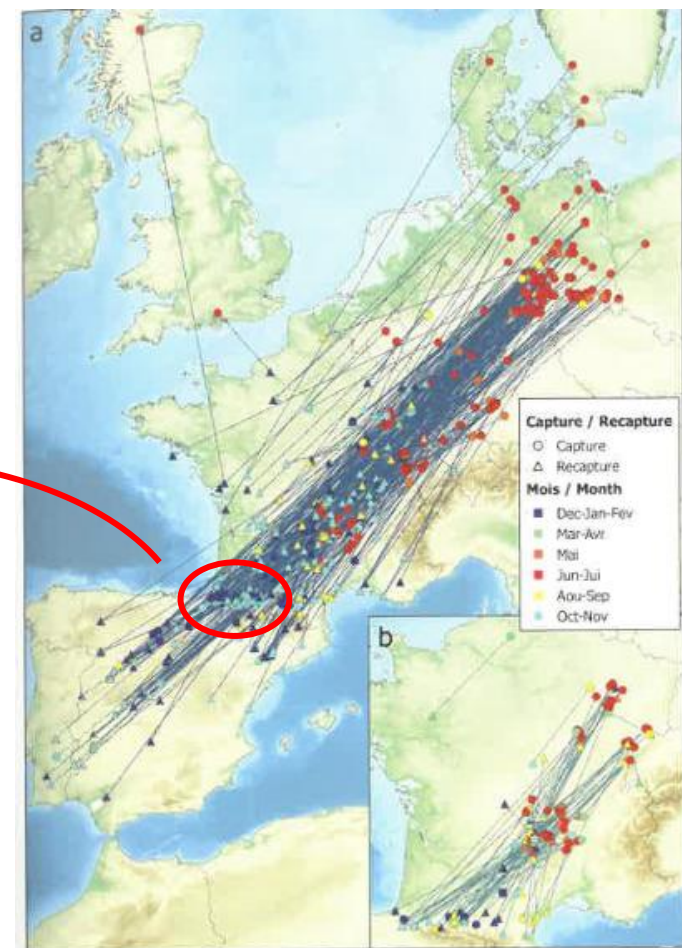 a
Capture / Recapture
Capture
Recapture
Mois / Month
Dec-Jan-Fev
Mar-Avr
Mai
Jun-Jui
Aou-Sep
Oct-Nov
b